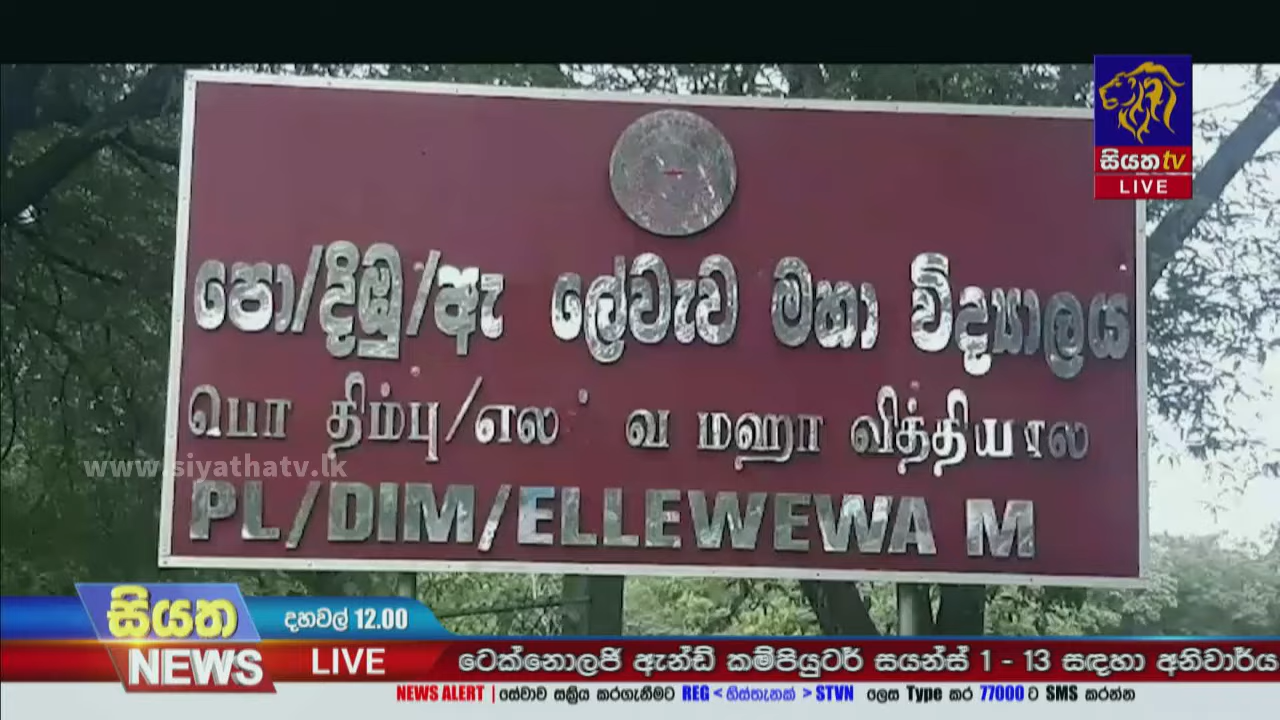 සියත tv
LIVE
පො/දිඹු/ඇ ලේවැව මහා විද්‍යාලය
பொ திம்பு/எல வ மஹா வித்தியால
www.siyathatv.lk
PL/DIM/ELLEWEWA M
සියත
දහවල් 12.00
NEWS
LIVE
ටෙක්නොලජි ඇන්ඩ් කම්පියුටර් සයන්ස් 1 - 13 සඳහා අනිවාර්ය
NEWS ALERT | සේවාව සක්‍රිය කරගැනීමට REG < හිස්තැනක් > STVN ලෙස Type කර 77000 ට SMS කරන්න